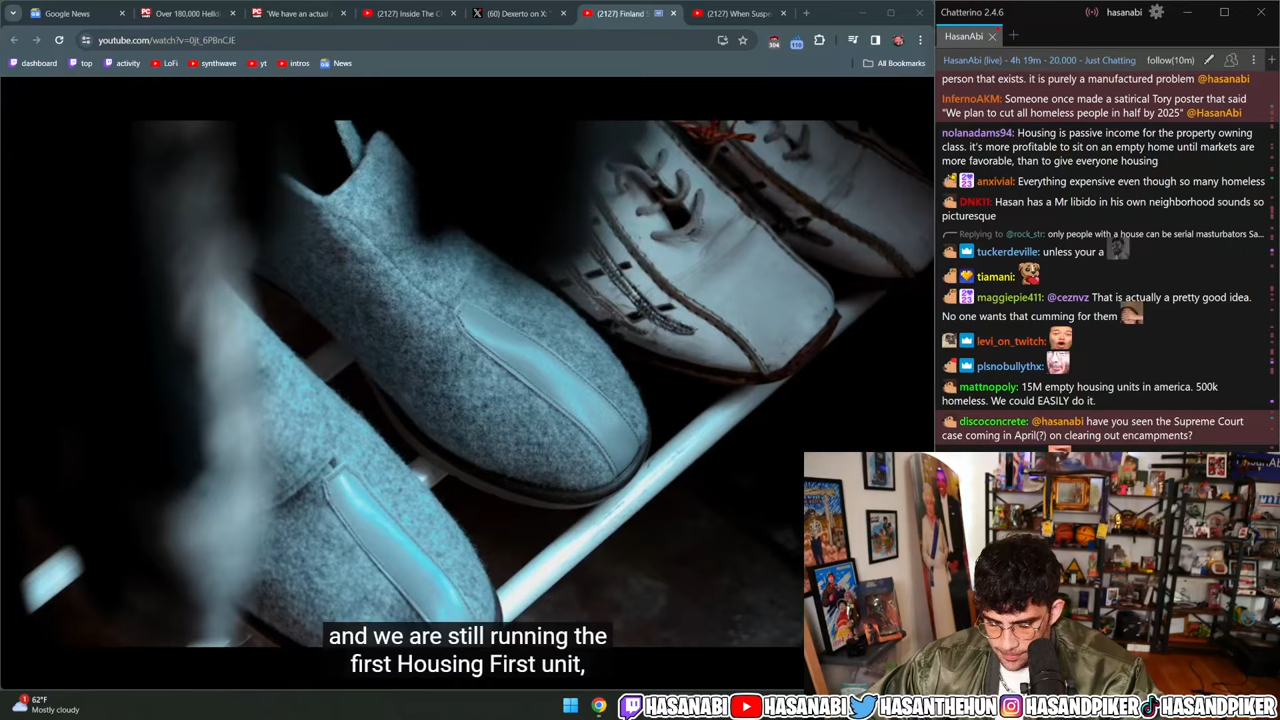 Google News
Over 180,000 Helldi
"We have an actual
(2127) Inside The C
(60) Dexerto on X: "
(2127) Finland S
(2127) When Suspe
youtube.com/watch?v=0jt_6PBnCJE
304
110
dashboard
top
activity
LoFi
synthwave
yt
intros
News
All Bookmarks
and we are still running the
first Housing First unit,
Chatterino 2.4.6
hasanabi
HasanAbi
HasanAbi (live) - 4h 19m - 20,000 - Just Chatting
follow(10m)
person that exists. it is purely a manufactured problem @hasanabi
InfernoAKM: Someone once made a satirical Tory poster that said
"We plan to cut all homeless people in half by 2025" @HasanAbi
nolanadams94: Housing is passive income for the property owning
class. it's more profitable to sit on an empty home until markets are
more favorable, than to give everyone housing
anxivial: Everything expensive even though so many homeless
DNK11: Hasan has a Mr libido in his own neighborhood sounds so
picturesque
Replying to @rock_str: only people with a house can be serial masturbators Sa...
tuckerdeville: unless your a
tiamani:
maggiepie411: @ceznvz That is actually a pretty good idea.
No one wants that cumming for them
levi_on_twitch:
plsnobullythx:
mattnopoly: 15M empty housing units in america. 500k
homeless. We could EASILY do it.
discoconcrete: @hasanabi have you seen the Supreme Court
case coming in April(?) on clearing out encampments?
1
62°F
Mostly cloudy
HASANABI
HASANABI
HASANTHEHUN
HASANDPIKER
HASANDPIKER